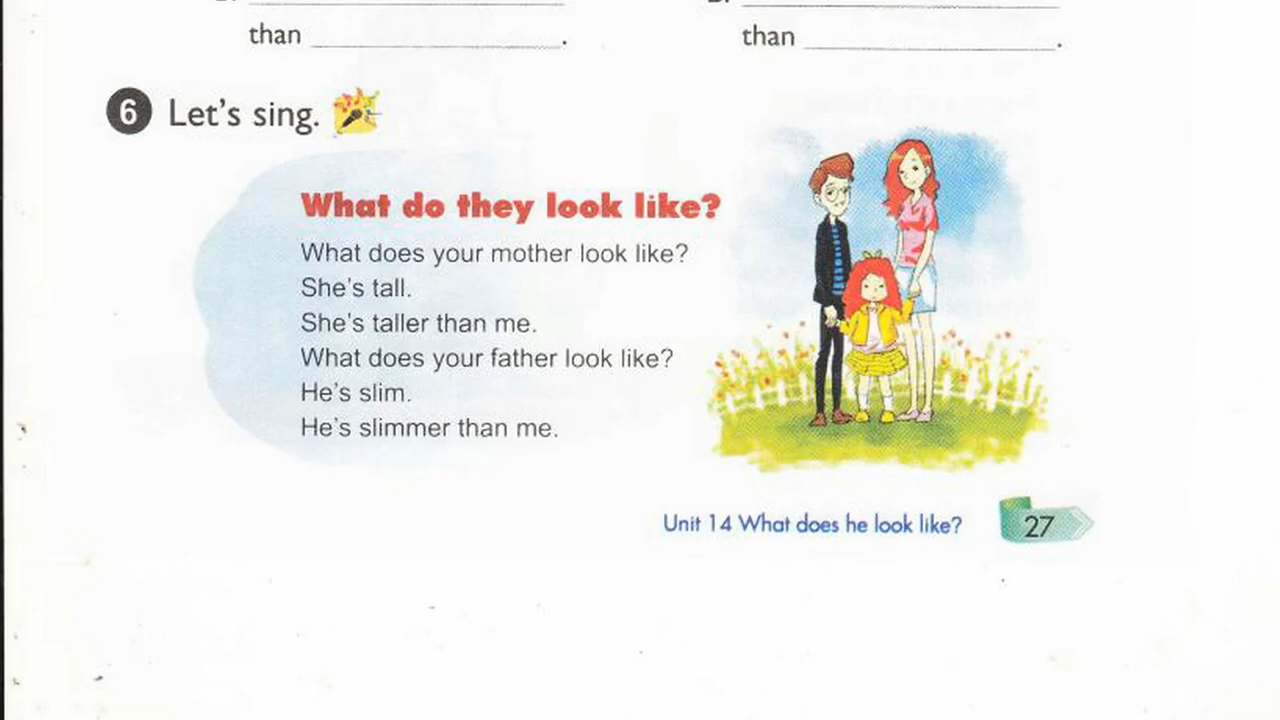 than ____________________. than ____________________.
6 Let's sing.
What do they look like?
What does your mother look like?
She's tall.
She's taller than me.
What does your father look like?
He's slim.
He's slimmer than me.
Unit 14 What does he look like? 27